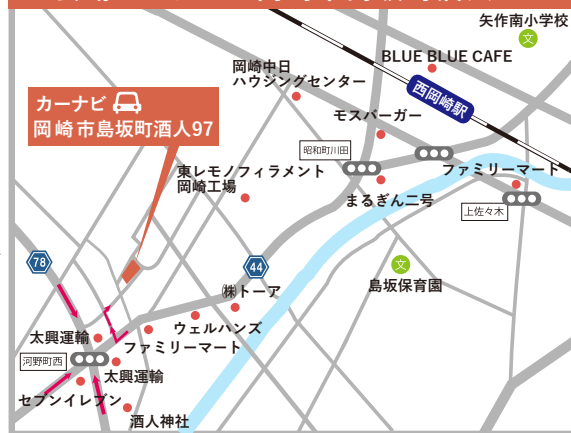 矢作南小学校
文
BLUE BLUE CAFE
岡崎中日
ハウジングセンター
西岡崎駅
カーナビ
岡崎市島坂町酒人97
モスバーガー
昭和町川田
東レモノフィラメント
岡崎工場
ファミリーマート
まるぎん二号
上佐々木
文
島坂保育園
78
44
㈱トーア
ウェルハンズ
太興運輸
ファミリーマート
河野町西
太興運輸
セブンイレブン
酒人神社